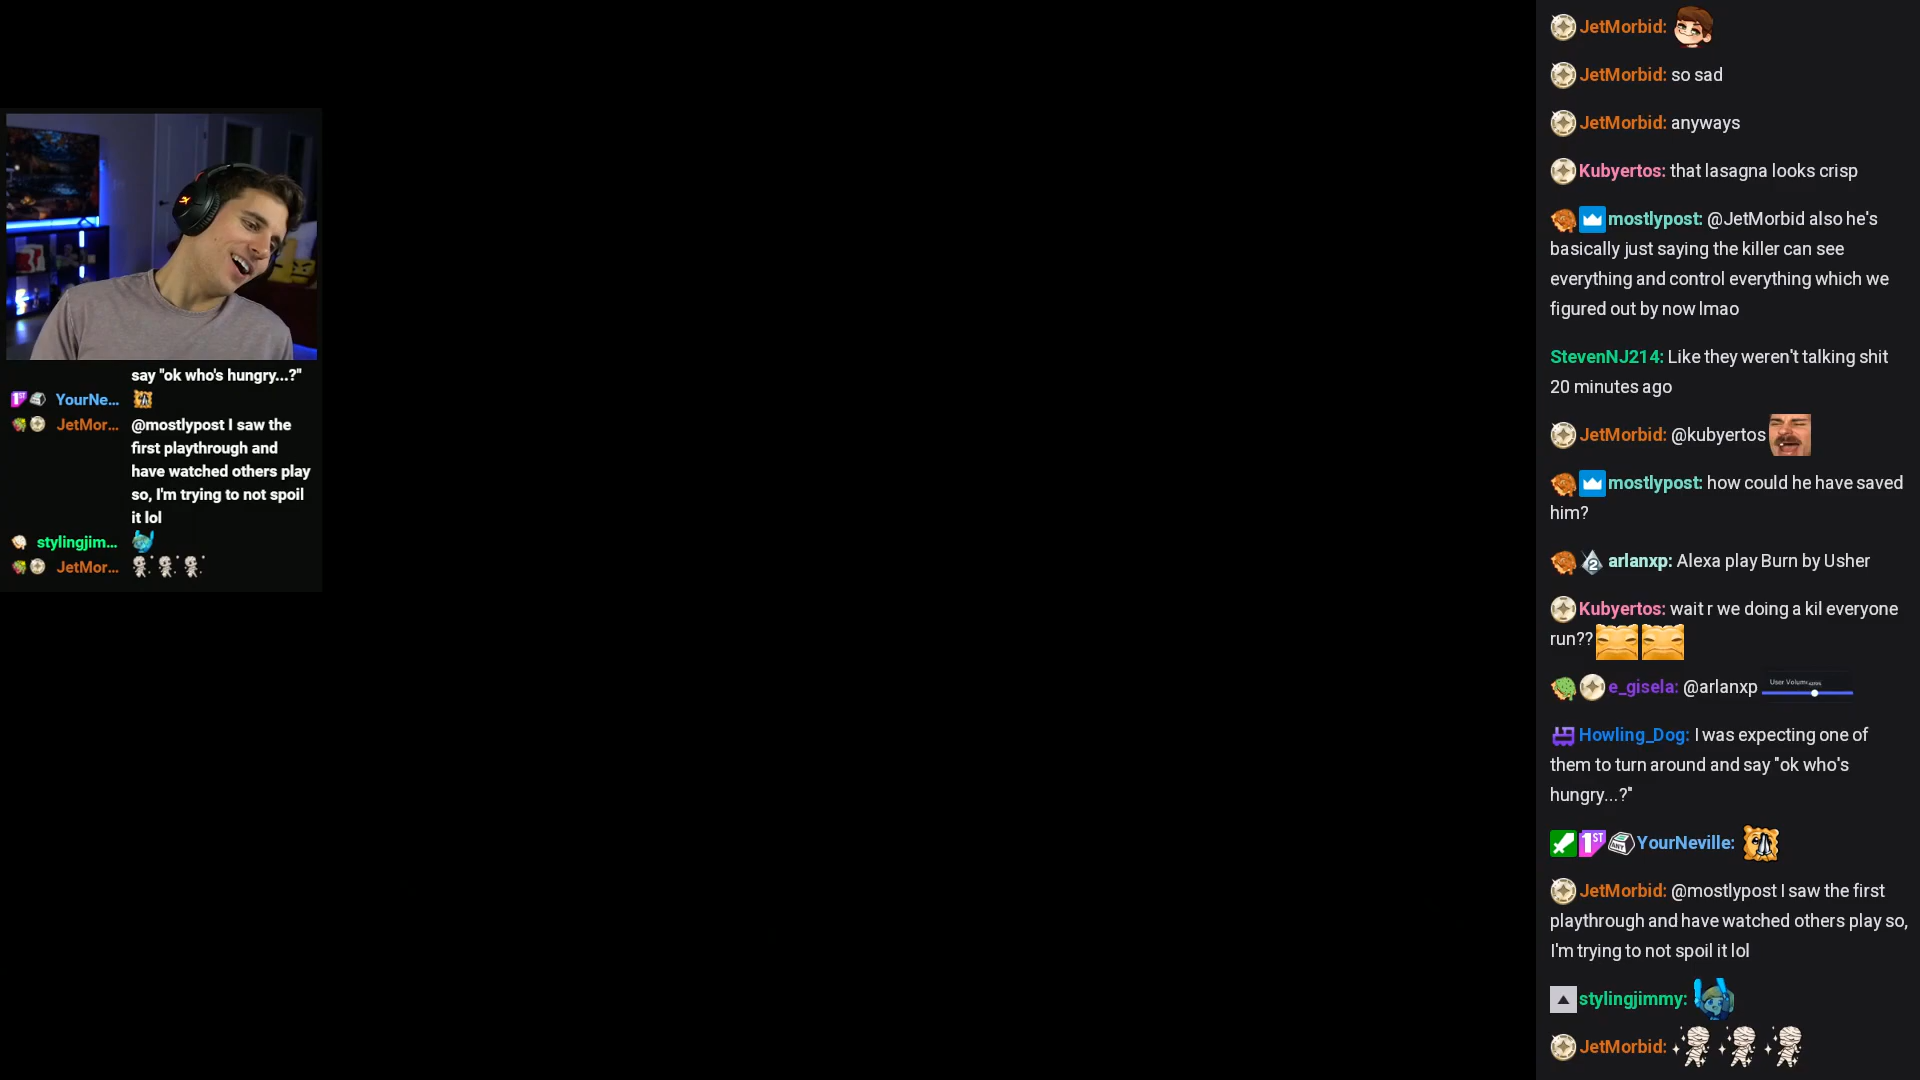 say "ok who's hungry...?"
YourNe...
JetMor... @mostlypost I saw the
first playthrough and
have watched others play
so, I'm trying to not spoil
it lol
stylingjim...
JetMor...
JetMorbid:
JetMorbid: so sad
JetMorbid: anyways
Kubyertos: that lasagna looks crisp
mostlypost: @JetMorbid also he's
basically just saying the killer can see
everything and control everything which we
figured out by now lmao
StevenNJ214: Like they weren't talking shit
20 minutes ago
JetMorbid: @kubyertos
mostlypost: how could he have saved
him?
2 arlanxp: Alexa play Burn by Usher
Kubyertos: wait r we doing a kil everyone
run??
e_gisela: @arlanxp User Volume
Howling_Dog: I was expecting one of
them to turn around and say "ok who's
hungry...?"
1ST ANY YourNeville:
JetMorbid: @mostlypost I saw the first
playthrough and have watched others play so,
I'm trying to not spoil it lol
stylingjimmy:
JetMorbid: